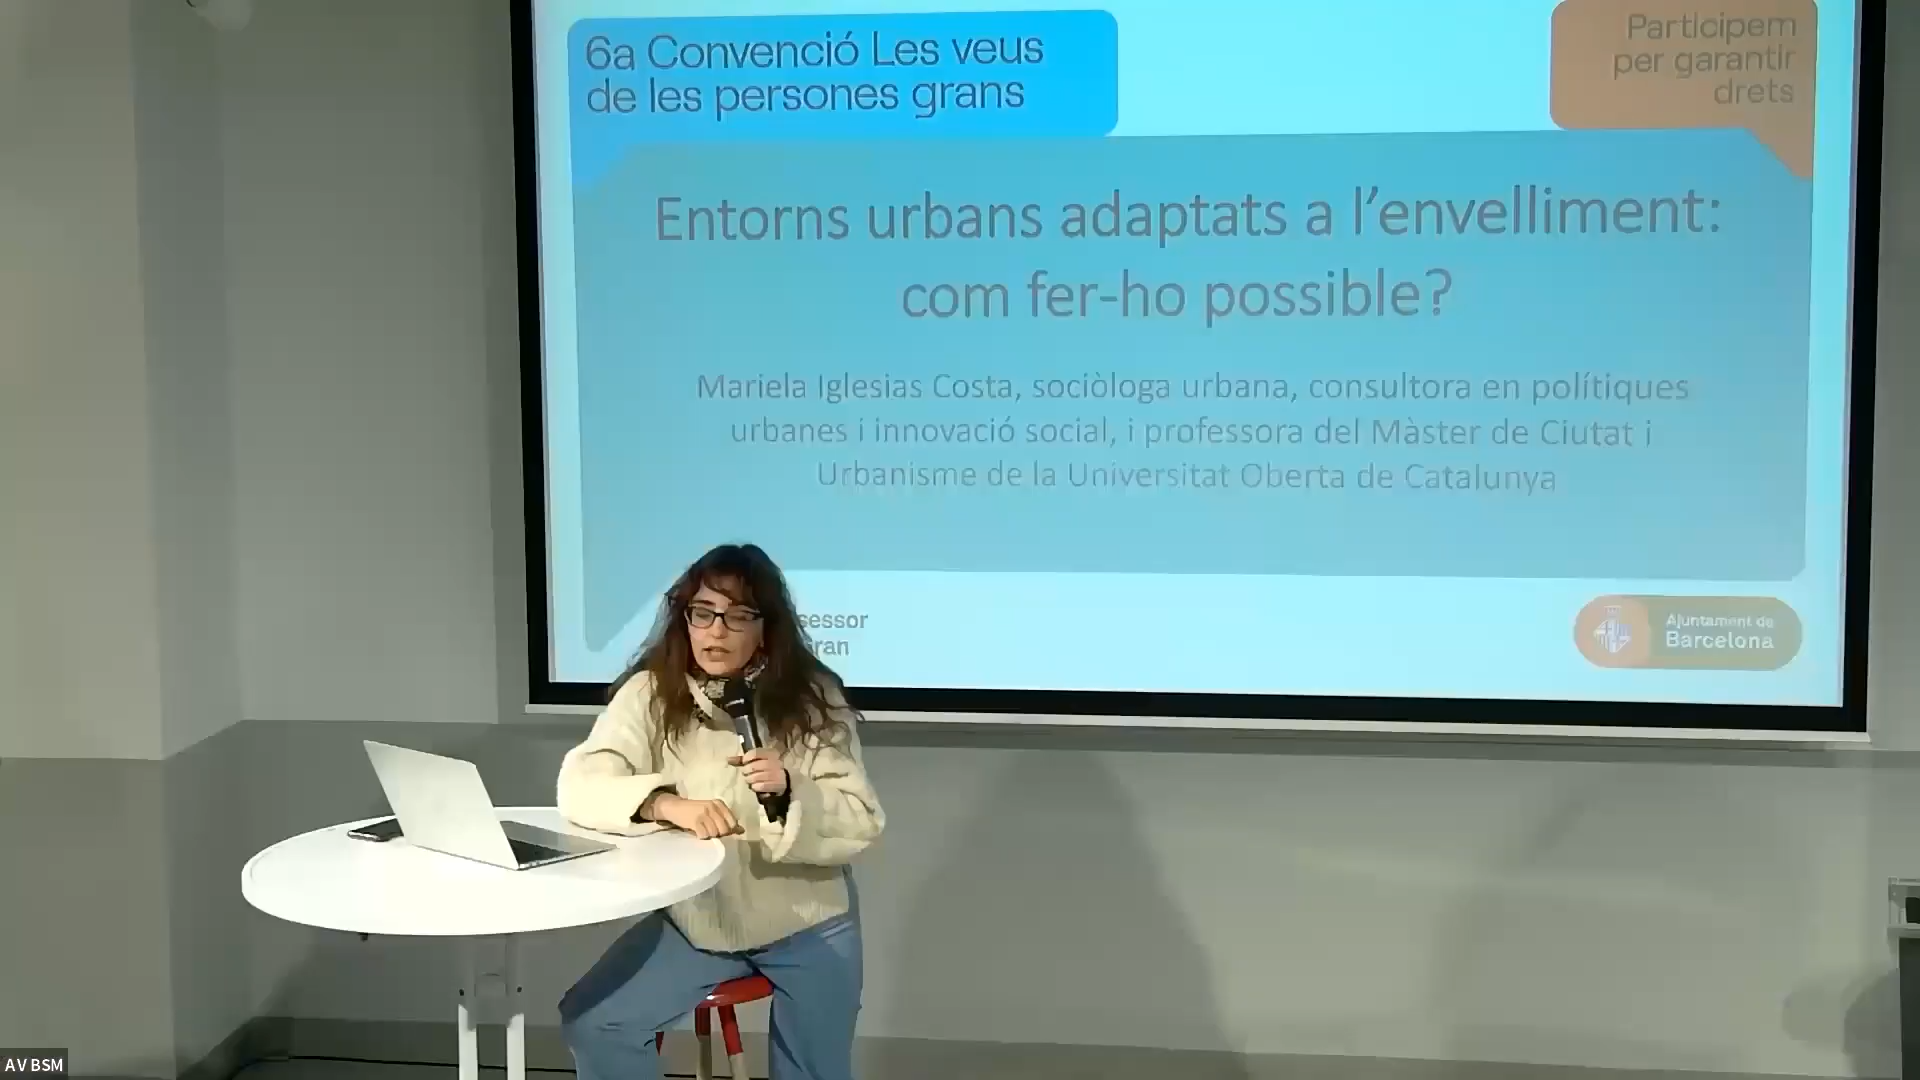 6a Convenció Les veus
de les persones grans
Participem
per garantir
drets
Entorns urbans adaptats a l’envelliment:
com fer-ho possible?
Mariela Iglesias Costa, sociòloga urbana, consultora en polítiques
urbanes i innovació social, i professora del Màster de Ciutat i
Urbanisme de la Universitat Oberta de Catalunya
sessor
Ajuntament de
Barcelona
AV BSM